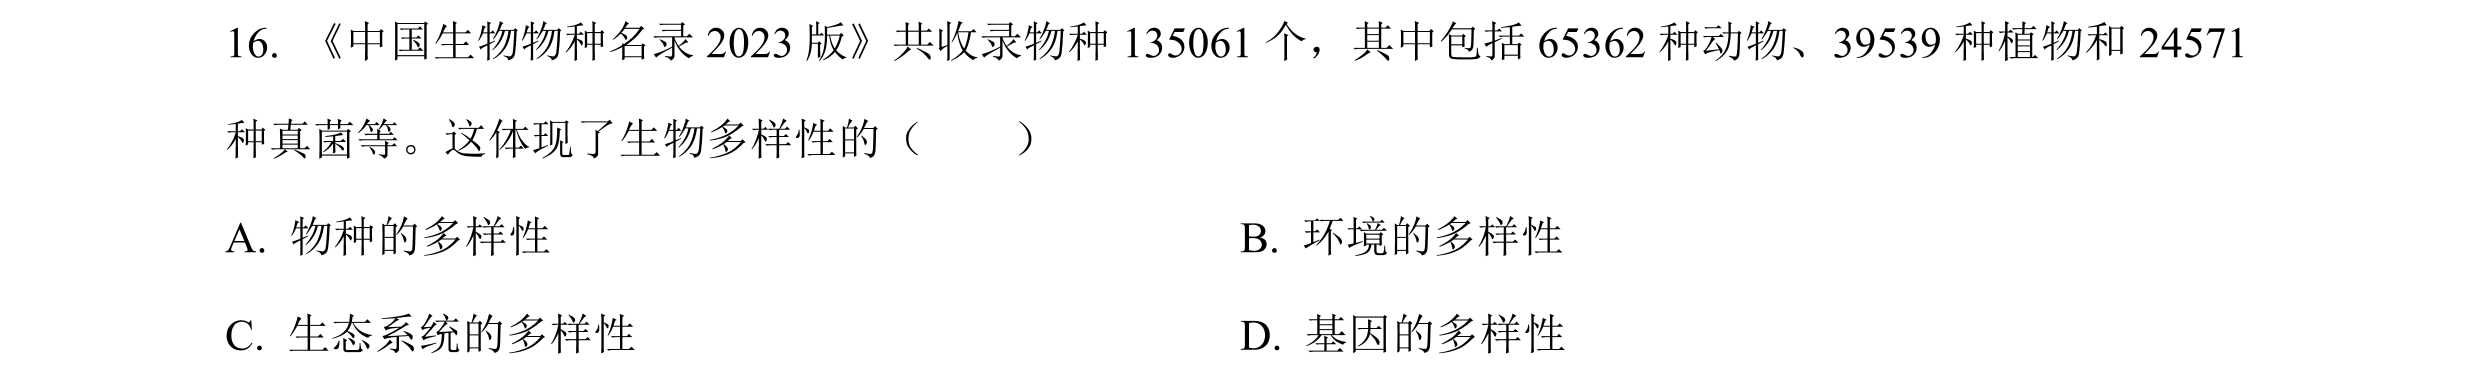 16. 《中国生物物种名录 2023 版》共收录物种 135061 个，其中包括 65362 种动物、39539 种植物和 24571
种真菌等。这体现了生物多样性的（　　）
A. 物种的多样性　　B. 环境的多样性
C. 生态系统的多样性　　D. 基因的多样性